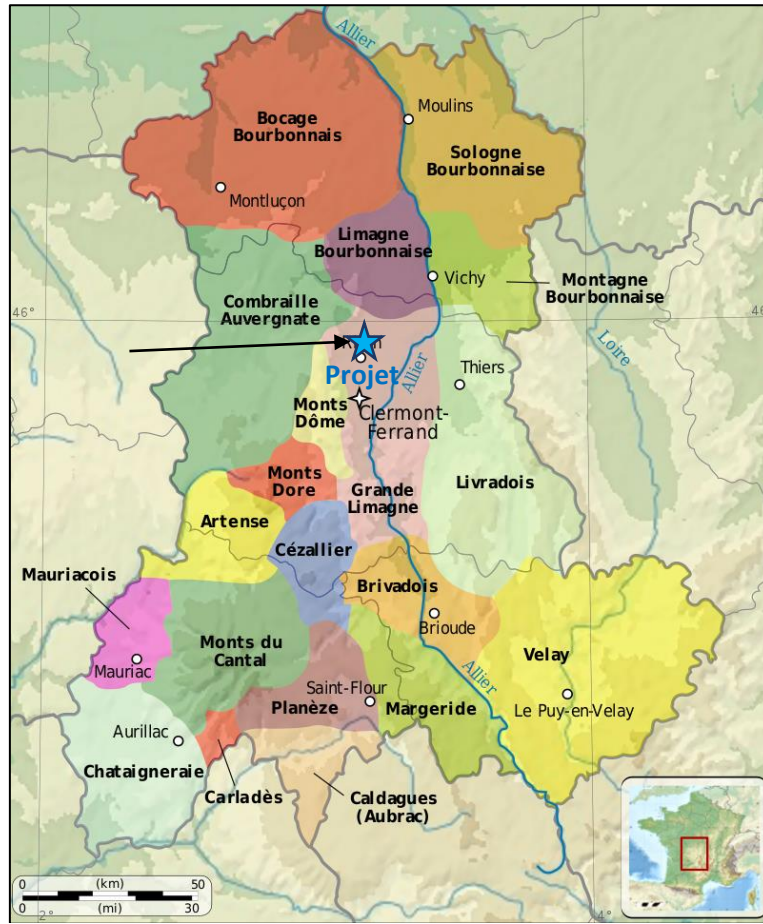 Allier
Moulins
Bocage
Bourbonnais
Sologne
Bourbonnaise
Montluçon
Limagne
Bourbonnaise
Vichy
Montagne
Bourbonnaise
Combraille
Auvergnate
46°
46
Loire
Projet
Allier
Thiers
Monts
Dôme
Clermont-
Ferrand
Monts
Dore
Grande
Limagne
Livradois
Artense
Cézallier
Mauriacois
Brivadois
Brioude
Monts du
Cantal
Velay
Mauriac
Allier
Saint-Flour
Planèze
Margeride
Le Puy-en-Velay
Aurillac
Chataigneraie
Carladès
Caldagues
(Aubrac)
0 (km) 50
0 (mi) 30
2°
4°